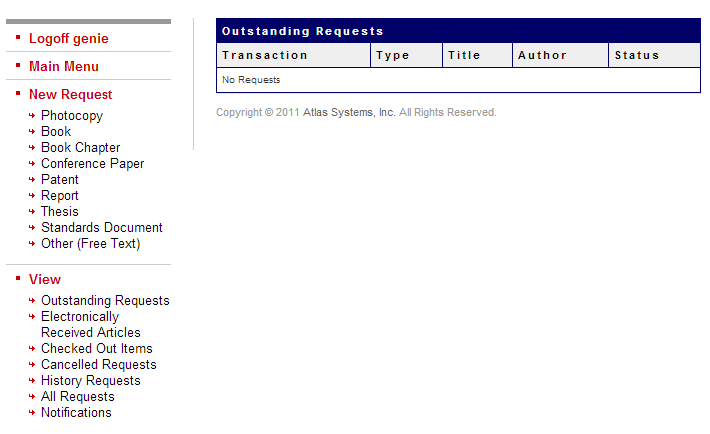 Logoff genie
Main Menu
New Request
Photocopy
Book
Book Chapter
Conference Paper
Patent
Report
Thesis
Standards Document
Other (Free Text)
View
Outstanding Requests
Electronically
Received Articles
Checked Out Items
Cancelled Requests
History Requests
All Requests
Notifications
Outstanding Requests
Transaction Type Title Author Status
No Requests
Copyright © 2011 Atlas Systems, Inc. All Rights Reserved.